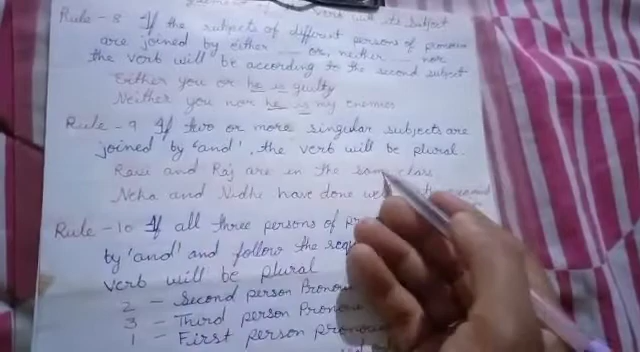 verb with its subject
Rule - 8 If the subjects of different persons of pronoun
are joined by either ___ or, neither ___ nor
the verb will be according to the second subject
Either you or he is guilty
Neither you nor he is my enemies
Rule - 9 If two or more singular subjects are
joined by 'and', the verb will be plural.
Ravi and Raj are in the same class
Neha and Nidhi have done
Rule - 10 If all three persons of
by 'and' and follow the
verb will be plural
2 - Second person Pronoun
3 - Third person Pronoun
1 - First person pronoun